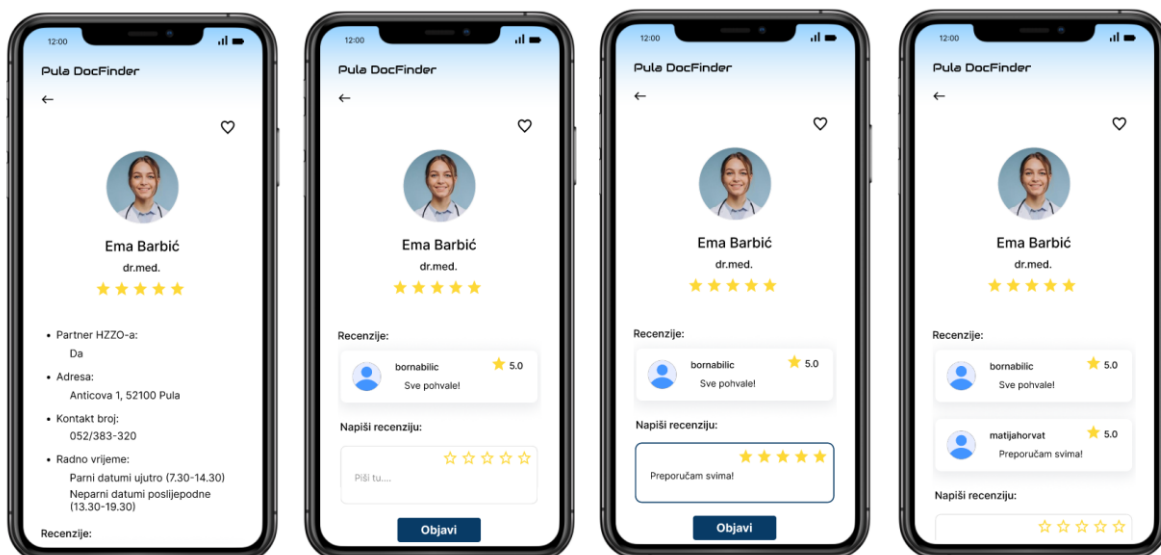 12:00
Pula DocFinder
Ema Barbić
dr.med.
• Partner HZZO-a:
Da
• Adresa:
Anticova 1, 52100 Pula
• Kontakt broj:
052/383-320
• Radno vrijeme:
Parni datumi ujutro (7.30-14.30)
Neparni datumi poslijepodne
(13.30-19.30)
Recenzije:
12:00
Pula DocFinder
Ema Barbić
dr.med.
Recenzije:
bornabilic 5.0
Sve pohvale!
Napiši recenziju:
Piši tu....
Objavi
12:00
Pula DocFinder
Ema Barbić
dr.med.
Recenzije:
bornabilic 5.0
Sve pohvale!
Napiši recenziju:
Preporučam svima!
Objavi
12:00
Pula DocFinder
Ema Barbić
dr.med.
Recenzije:
bornabilic 5.0
Sve pohvale!
matijahorvat 5.0
Preporučam svima!
Napiši recenziju: